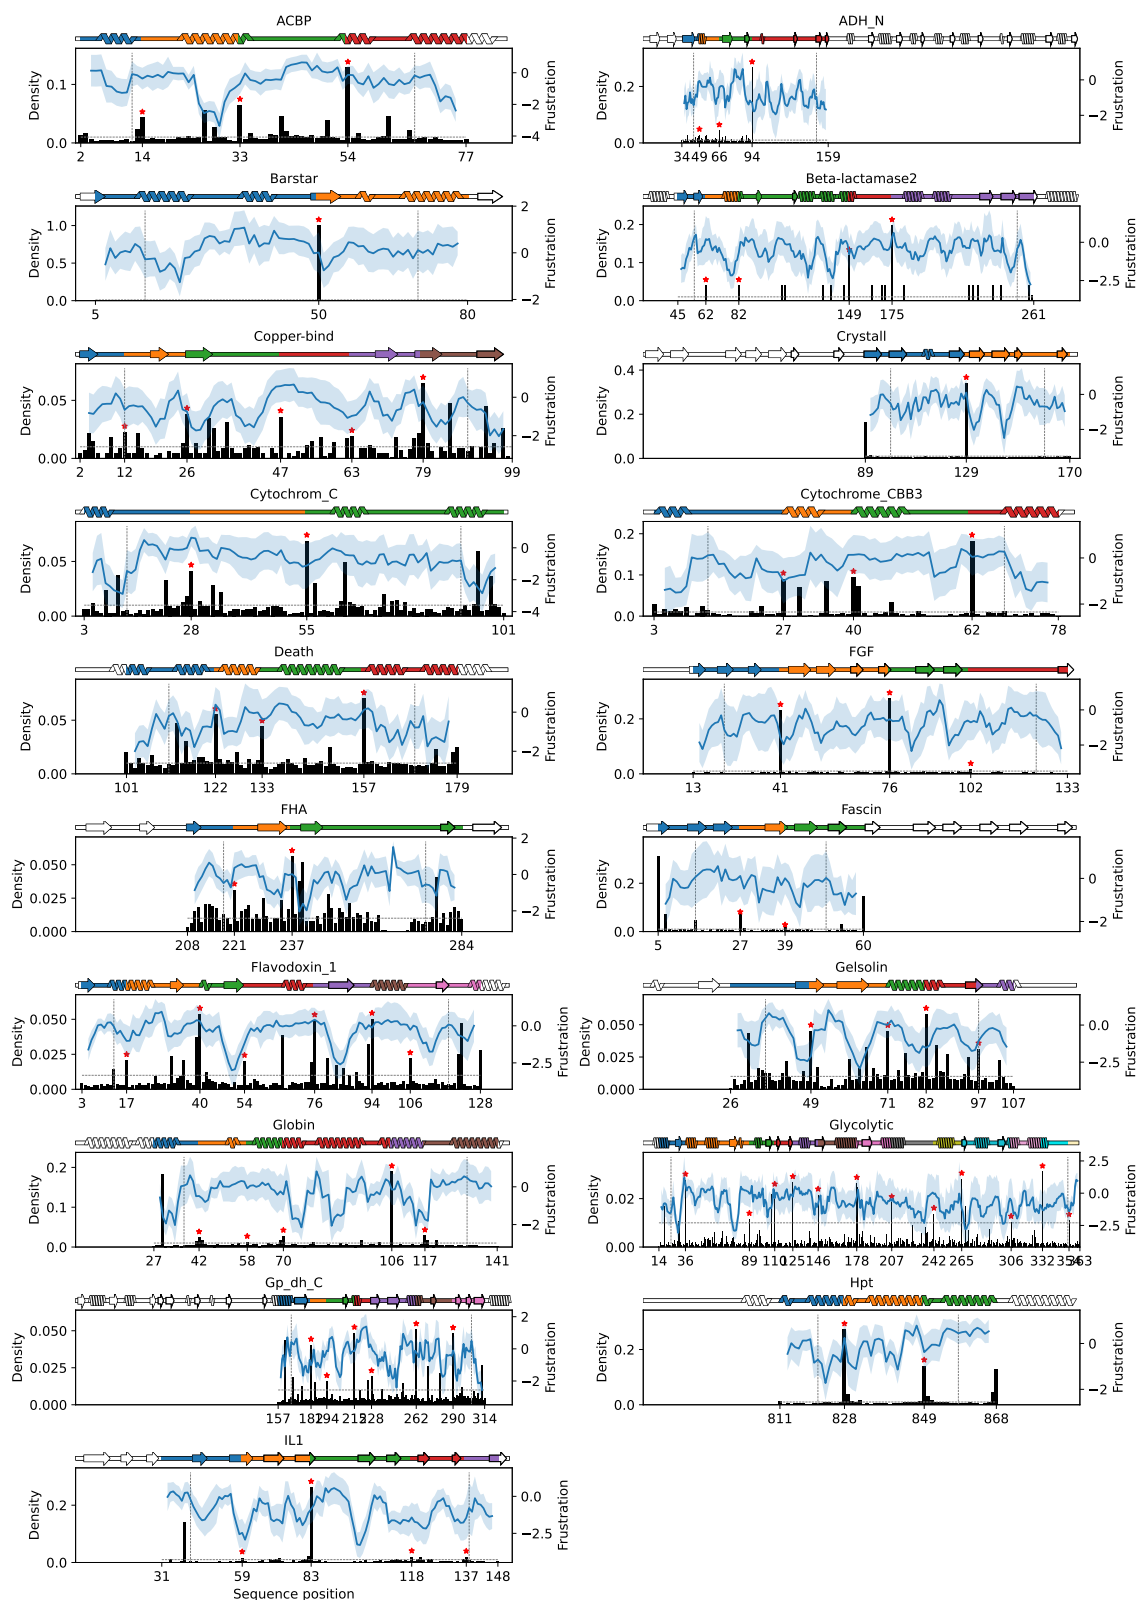 ACBP
Density
0.1
0.0
0
−2
−4
Frustration
2 14 33 54 77
ADH_N
Density
0.2
0.0
0
−2
Frustration
34 49 66 94 159
Barstar
Density
1.0
0.5
0.0
2
0
−2
Frustration
5 50 80
Beta-lactamase2
Density
0.2
0.1
0.0
0.0
−2.5
Frustration
45 62 82 149 175 261
Copper-bind
Density
0.05
0.00
0
−2
Frustration
2 12 26 47 63 79 99
Crystall
Density
0.4
0.2
0.0
0
−2
Frustration
89 129 170
Cytochrom_C
Density
0.05
0.00
0
−2
−4
Frustration
3 28 55 101
Cytochrome_CBB3
Density
0.2
0.1
0.0
0
−2
Frustration
3 27 40 62 78
Death
Density
0.05
0.00
0
−2
Frustration
101 122 133 157 179
FGF
Density
0.2
0.0
0
−2
Frustration
13 41 76 102 133
FHA
Density
0.050
0.025
0.000
2
0
−2
Frustration
208 221 237 284
Fascin
Density
0.2
0.0
0
−2
Frustration
5 27 39 60
Flavodoxin_1
Density
0.050
0.025
0.000
0.0
−2.5
Frustration
3 17 40 54 76 94 106 128
Gelsolin
Density
0.050
0.025
0.000
0.0
−2.5
Frustration
26 49 71 82 97 107
Globin
Density
0.2
0.1
0.0
0
−2
Frustration
27 42 58 70 106 117 141
Glycolytic
Density
0.02
0.00
2.5
0.0
−2.5
Frustration
14 36 89 110 125 146 178 207 242 265 306 332 354 363
Gp_dh_C
Density
0.050
0.025
0.000
2
0
−2
Frustration
157 182 194 215 228 262 290 314
Hpt
Density
0.2
0.0
0
−2
Frustration
811 828 849 868
IL1
Density
0.2
0.0
0.0
−2.5
Frustration
31 59 83 118 137 148
Sequence position